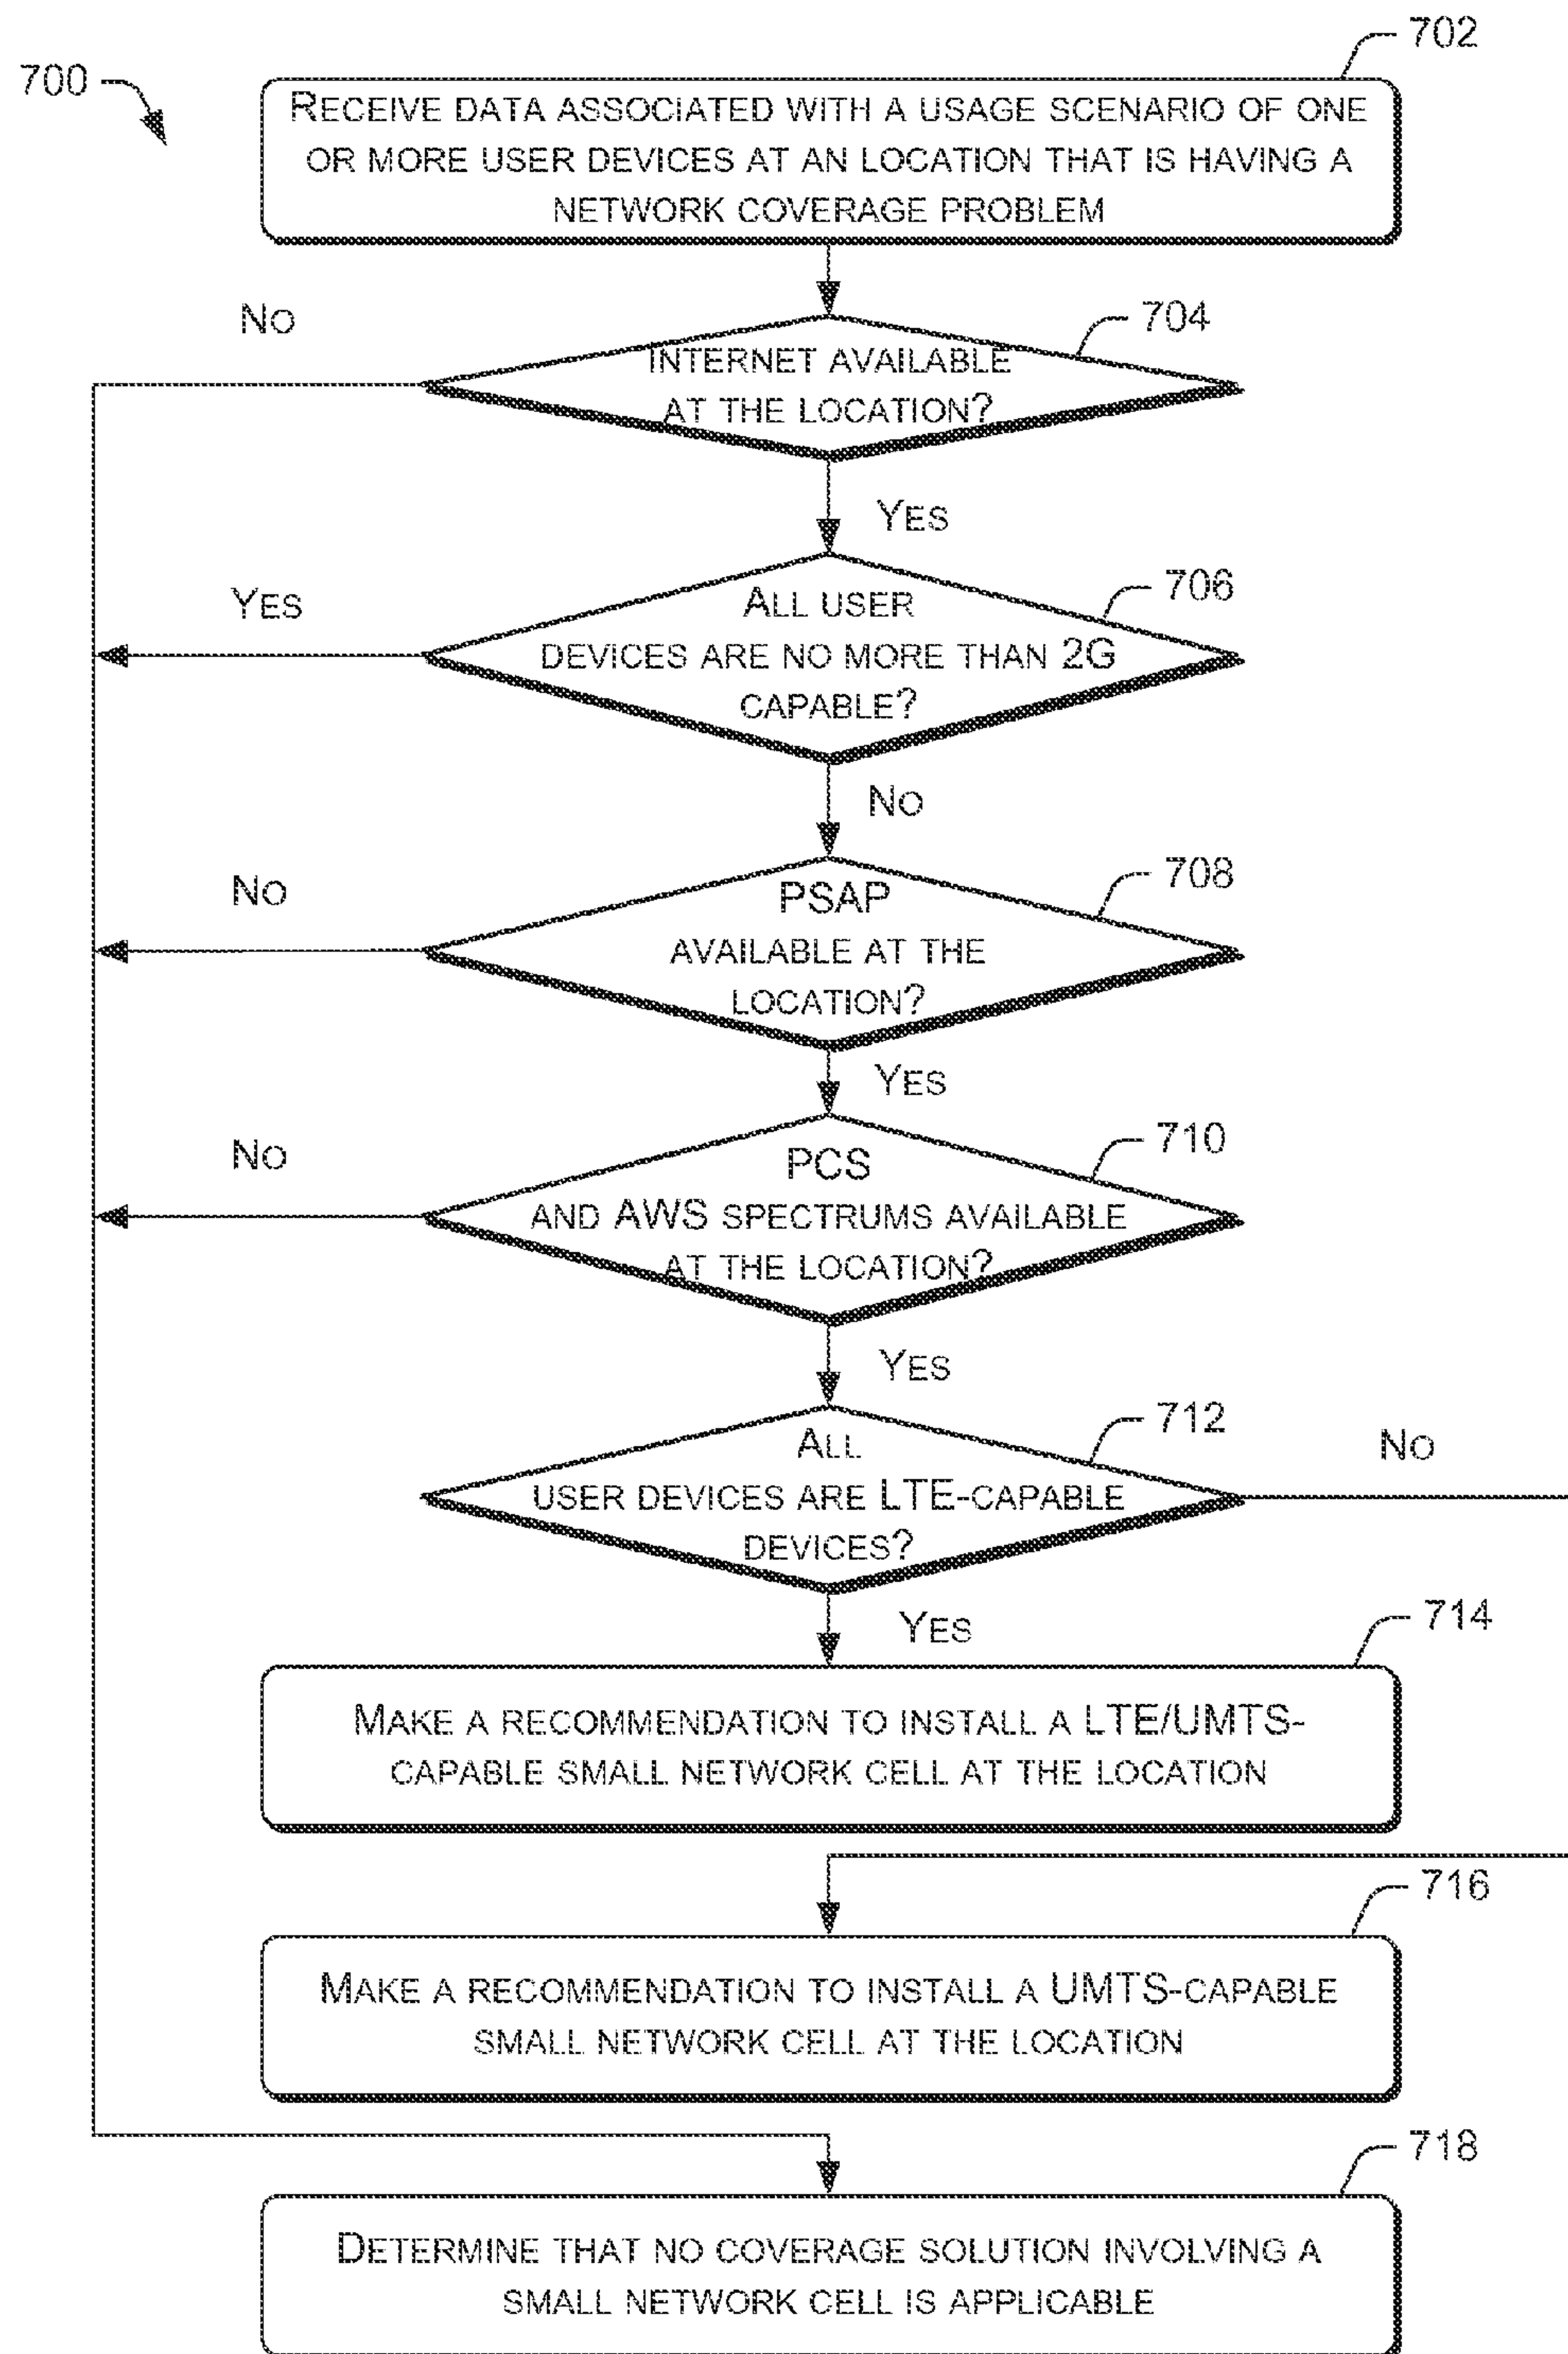 702
700
RECEIVE DATA ASSOCIATED WITH A USAGE SCENARIO OF ONE
OR MORE USER DEVICES AT AN LOCATION THAT IS HAVING A
NETWORK COVERAGE PROBLEM
NO
704
INTERNET AVAILABLE
AT THE LOCATION?
YES
706
YES
ALL USER
DEVICES ARE NO MORE THAN 2G
CAPABLE?
NO
708
NO
PSAP
AVAILABLE AT THE
LOCATION?
YES
710
NO
PCS
AND AWS SPECTRUMS AVAILABLE
AT THE LOCATION?
YES
712
NO
ALL
USER DEVICES ARE LTE-CAPABLE
DEVICES?
YES
714
MAKE A RECOMMENDATION TO INSTALL A LTE/UMTS-
CAPABLE SMALL NETWORK CELL AT THE LOCATION
716
MAKE A RECOMMENDATION TO INSTALL A UMTS-CAPABLE
SMALL NETWORK CELL AT THE LOCATION
718
DETERMINE THAT NO COVERAGE SOLUTION INVOLVING A
SMALL NETWORK CELL IS APPLICABLE